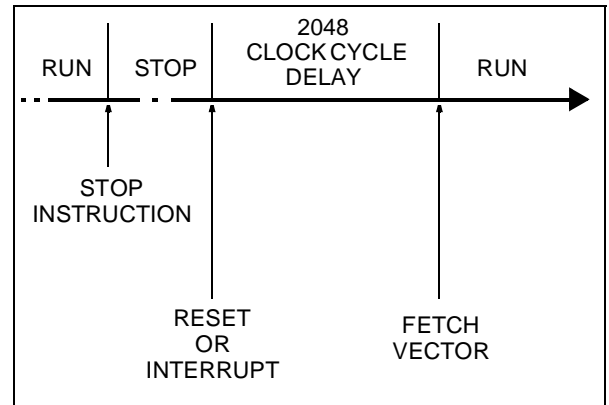 RUN
STOP
2048
CLOCK CYCLE
DELAY
RUN
STOP
INSTRUCTION
RESET
OR
INTERRUPT
FETCH
VECTOR